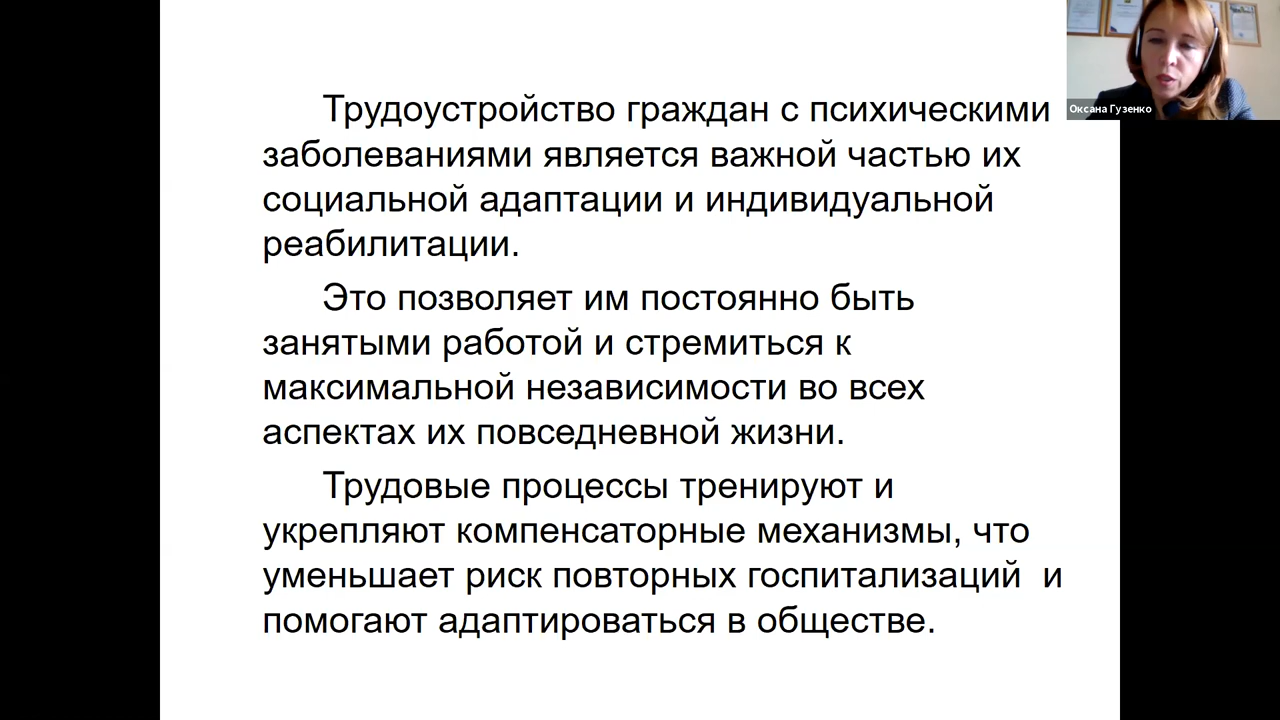 Трудоустройство граждан с психическими
заболеваниями является важной частью их
социальной адаптации и индивидуальной
реабилитации.
Это позволяет им постоянно быть
занятыми работой и стремиться к
максимальной независимости во всех
аспектах их повседневной жизни.
Трудовые процессы тренируют и
укрепляют компенсаторные механизмы, что
уменьшает риск повторных госпитализаций  и
помогают адаптироваться в обществе.
Оксана Гузенко